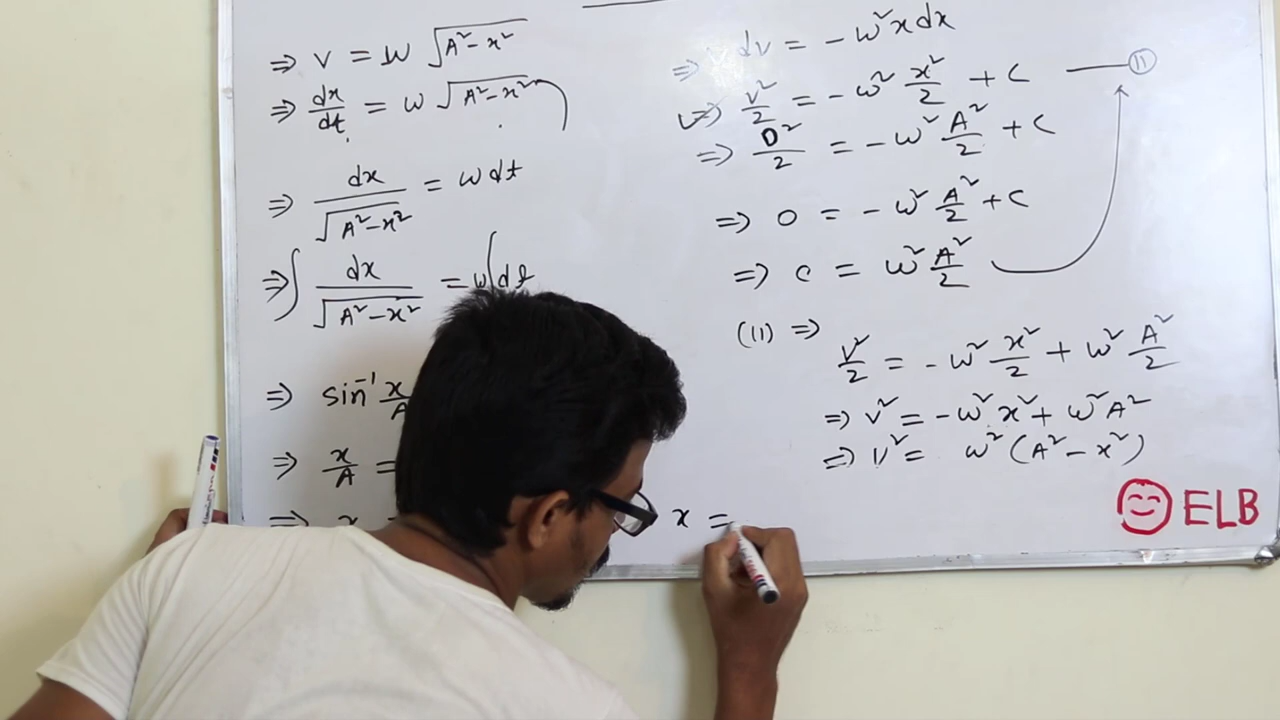 ⇒ v = ω √(A² − x²)
⇒ dx/dt = ω √(A² − x²)
⇒ dx/√(A² − x²) = ω dt
⇒ ∫ dx/√(A² − x²) = ω ∫ dt
⇒ sin⁻¹ x/A
⇒ x/A =
⇒ x =
⇒ v dv = − ω² x dx
⇒ v²/2 = − ω² x²/2 + C — (11)
⇒ 0²/2 = − ω² A²/2 + C
⇒ 0 = − ω² A²/2 + C
⇒ C = ω² A²/2
(11) ⇒
v²/2 = − ω² x²/2 + ω² A²/2
⇒ v² = − ω² x² + ω² A²
⇒ v² = ω² (A² − x²)
x =
ELB